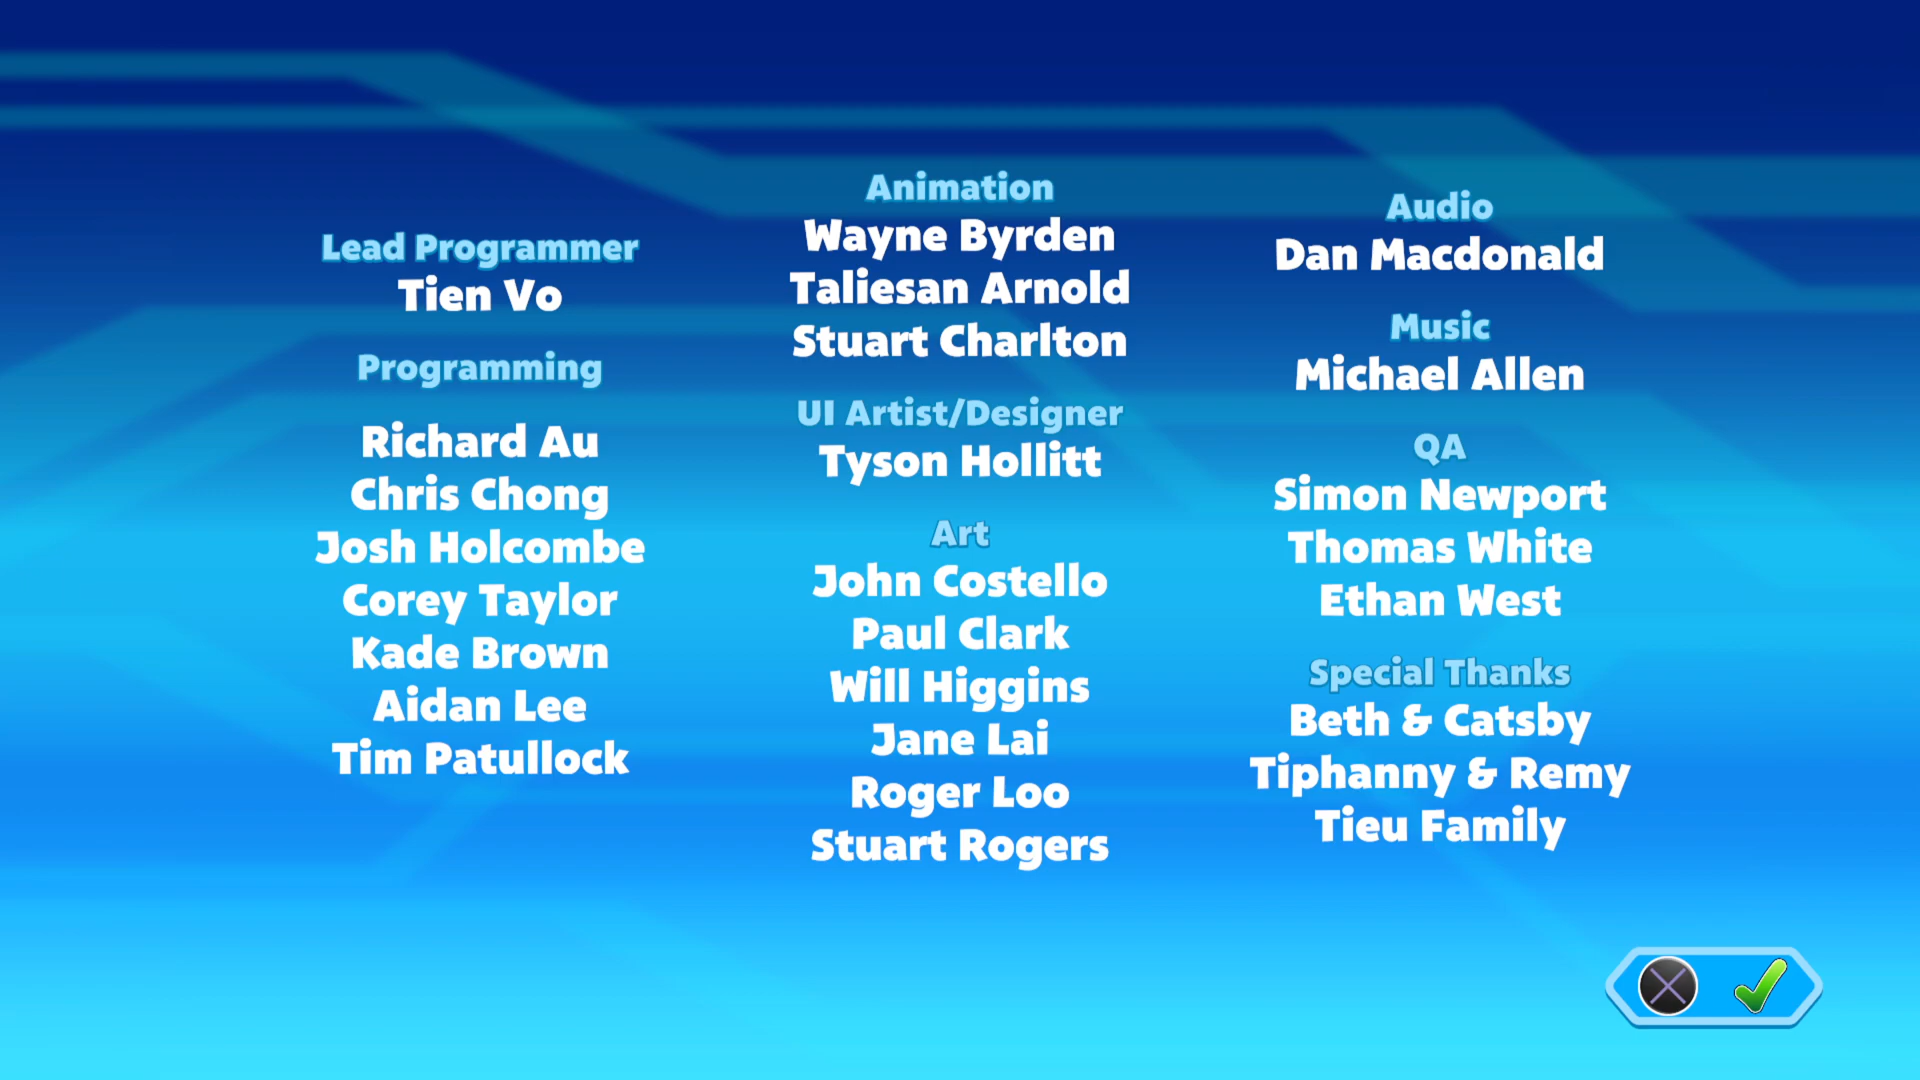 Lead Programmer
Tien Vo
Programming
Richard Au
Chris Chong
Josh Holcombe
Corey Taylor
Kade Brown
Aidan Lee
Tim Patullock
Animation
Wayne Byrden
Taliesan Arnold
Stuart Charlton
UI Artist/Designer
Tyson Hollitt
Art
John Costello
Paul Clark
Will Higgins
Jane Lai
Roger Loo
Stuart Rogers
Audio
Dan Macdonald
Music
Michael Allen
QA
Simon Newport
Thomas White
Ethan West
Special Thanks
Beth & Catsby
Tiphanny & Remy
Tieu Family